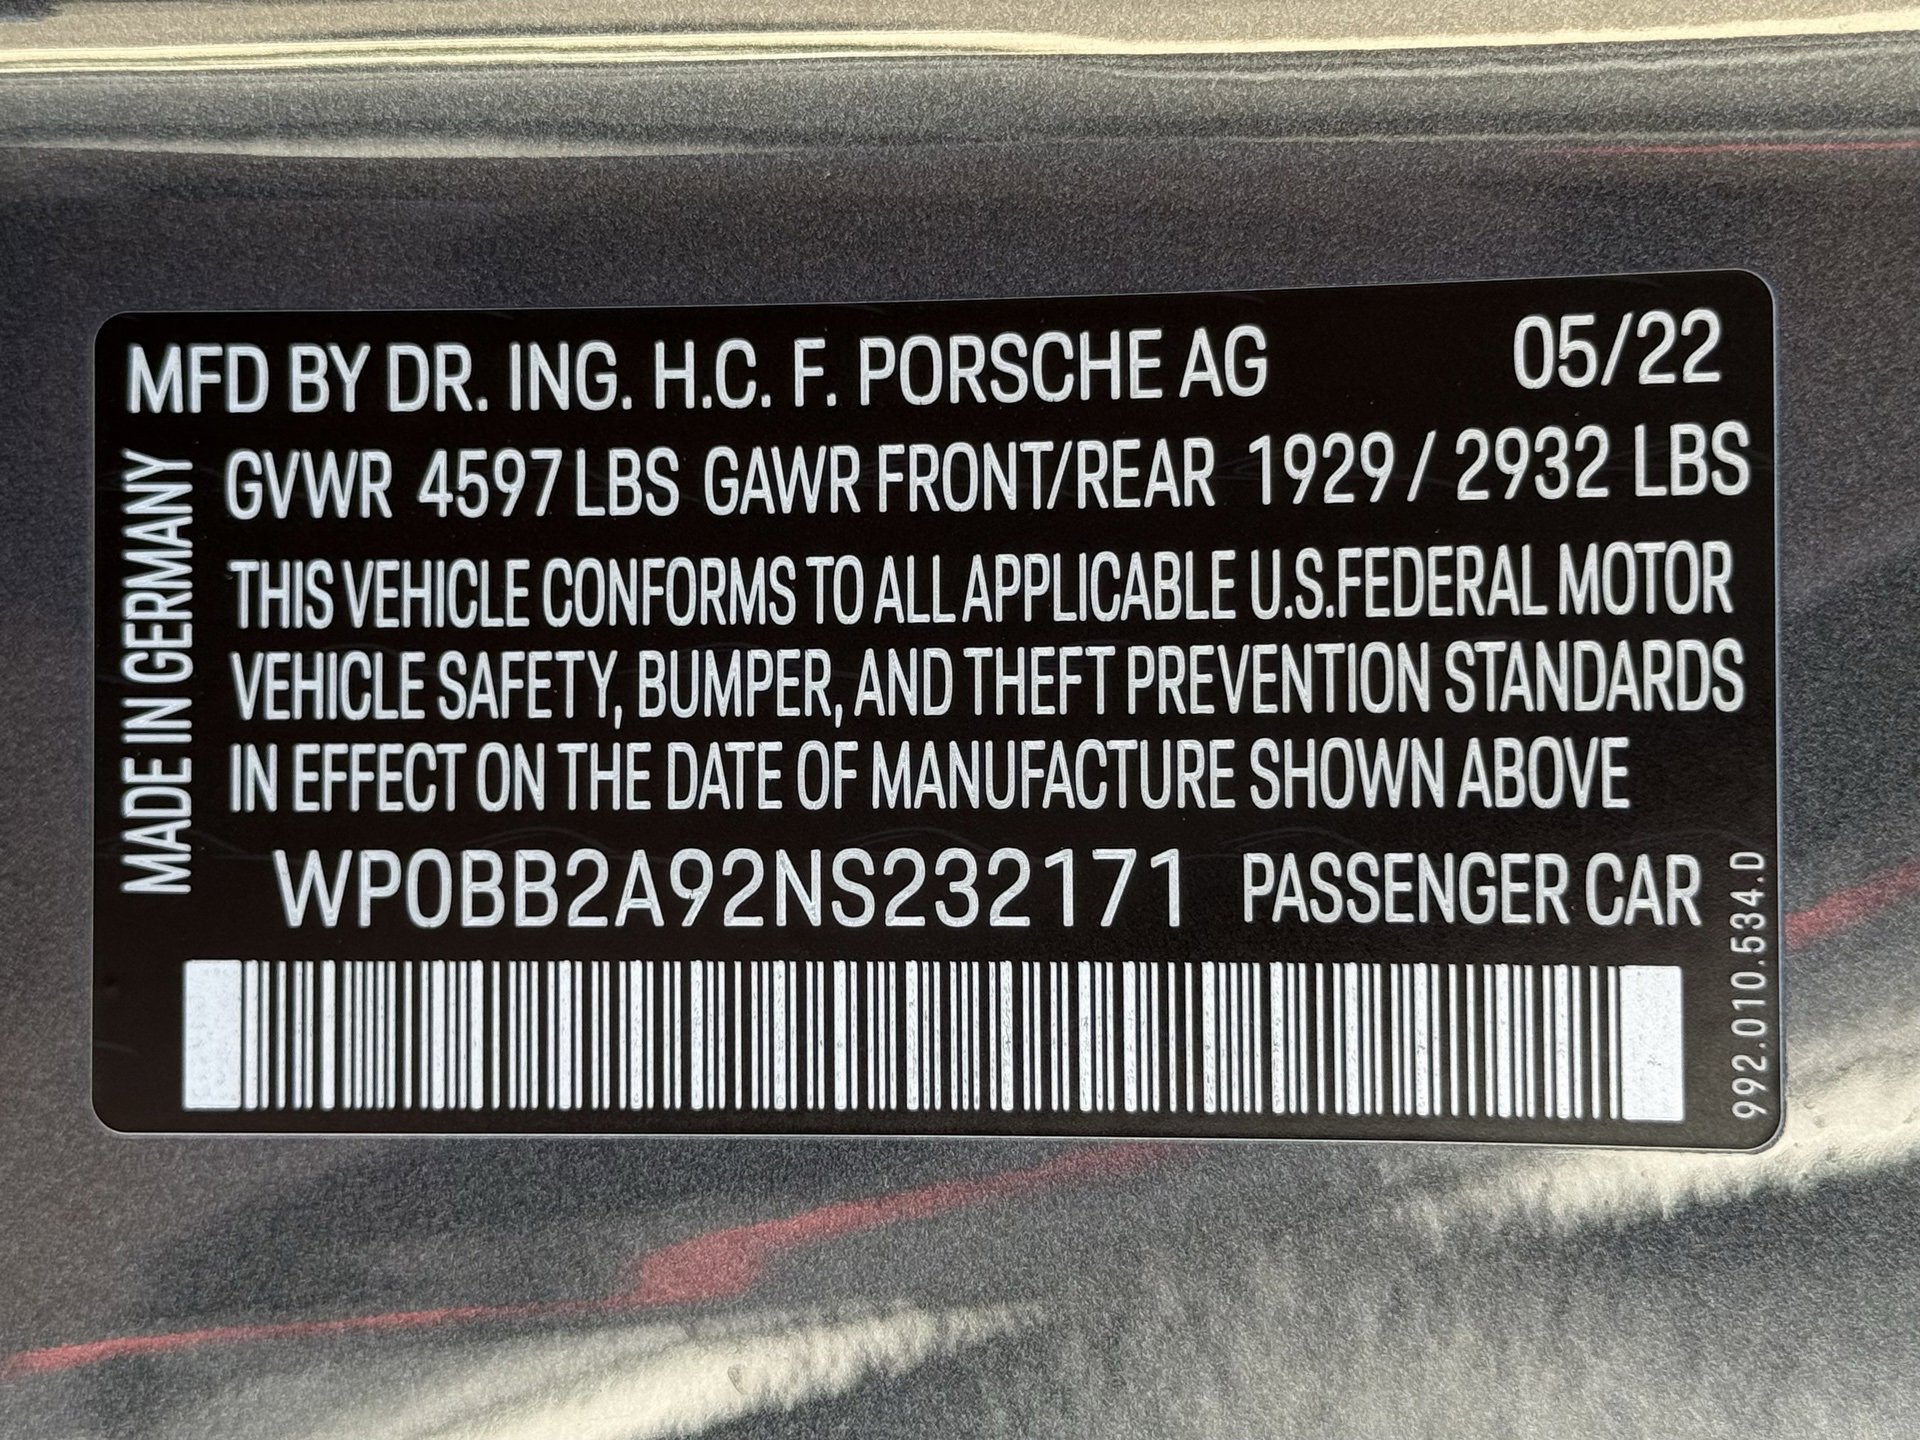 MFD BY DR. ING. H.C. F. PORSCHE AG 05/22
GVWR 4597 LBS GAWR FRONT/REAR 1929 / 2932 LBS
THIS VEHICLE CONFORMS TO ALL APPLICABLE U.S.FEDERAL MOTOR
VEHICLE SAFETY, BUMPER, AND THEFT PREVENTION STANDARDS
IN EFFECT ON THE DATE OF MANUFACTURE SHOWN ABOVE
WP0BB2A92NS232171 PASSENGER CAR
MADE IN GERMANY
992.010.534.D